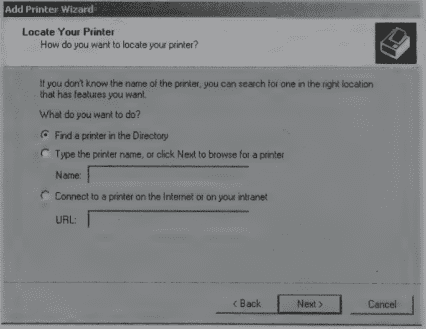 Add Printer Wizard
Locate Your Printer
How do you want to locate your printer?
If you don't know the name of the printer, you can search for one in the right location
that has features you want.
What do you want to do?
Find a printer in the Directory
Type the printer name, or click Next to browse for a printer
Name:
Connect to a printer on the Internet or on your intranet
URL:
< Back Next > Cancel